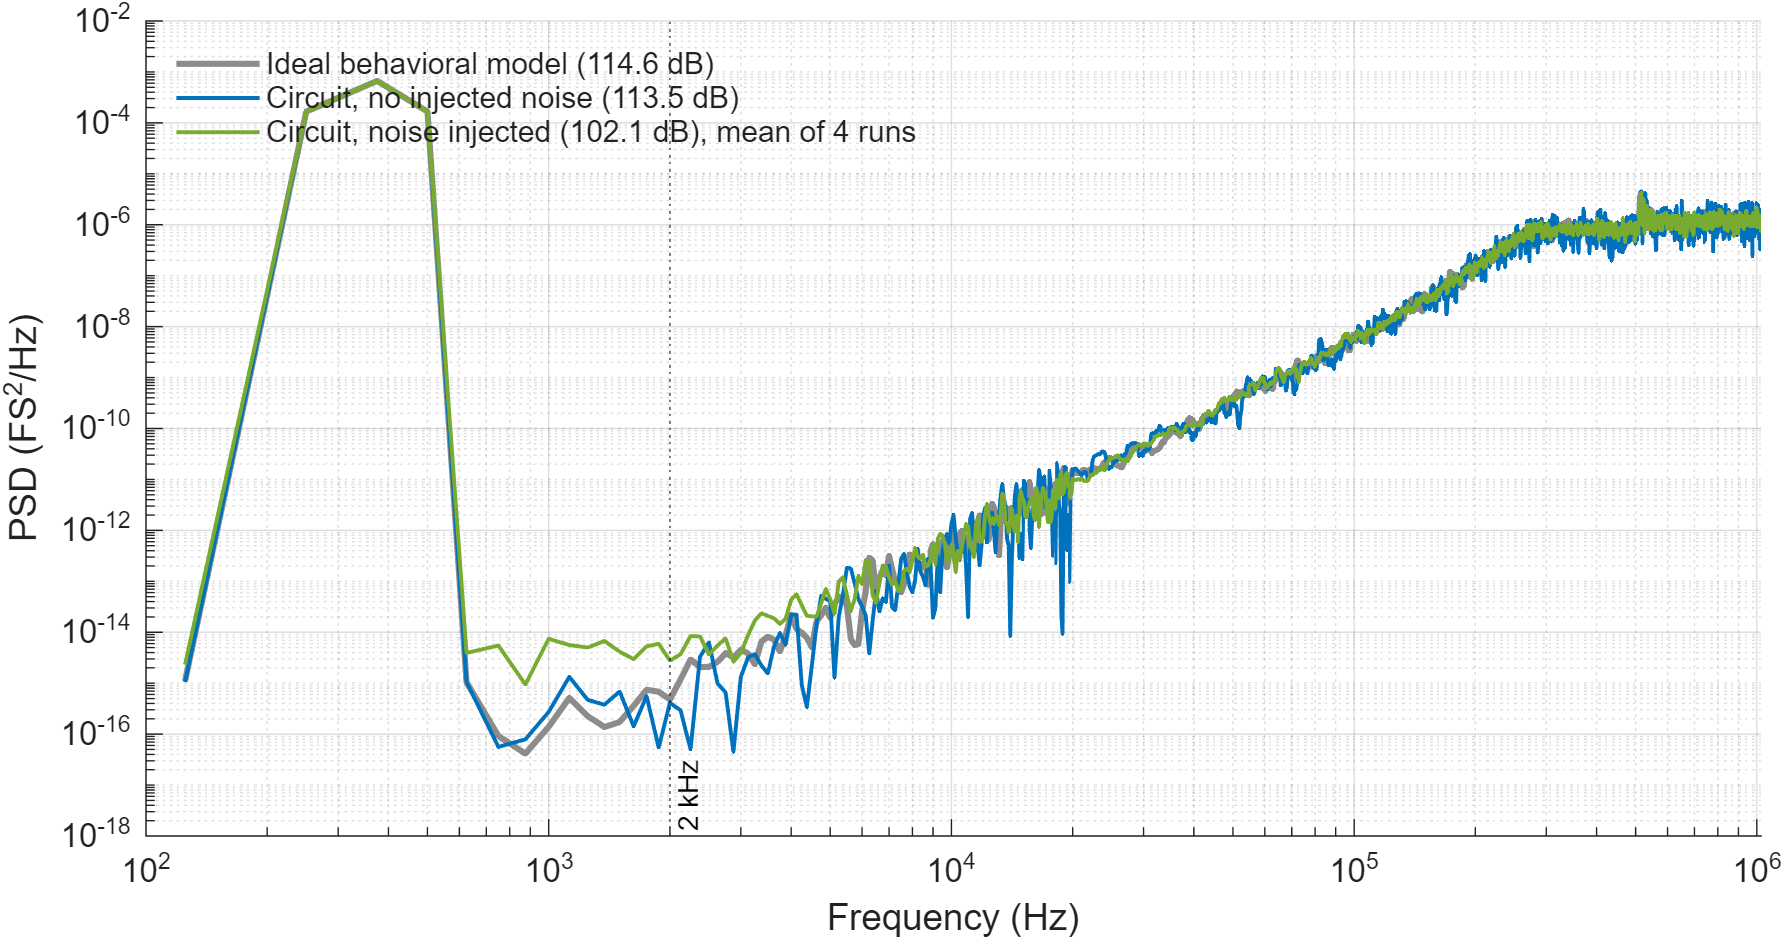 10-2
10-4
10-6
10-8
10-10
10-12
10-14
10-16
10-18
PSD (FS2/Hz)
Ideal behavioral model (114.6 dB)
Circuit, no injected noise (113.5 dB)
Circuit, noise injected (102.1 dB), mean of 4 runs
2 kHz
102
103
104
105
106
Frequency (Hz)